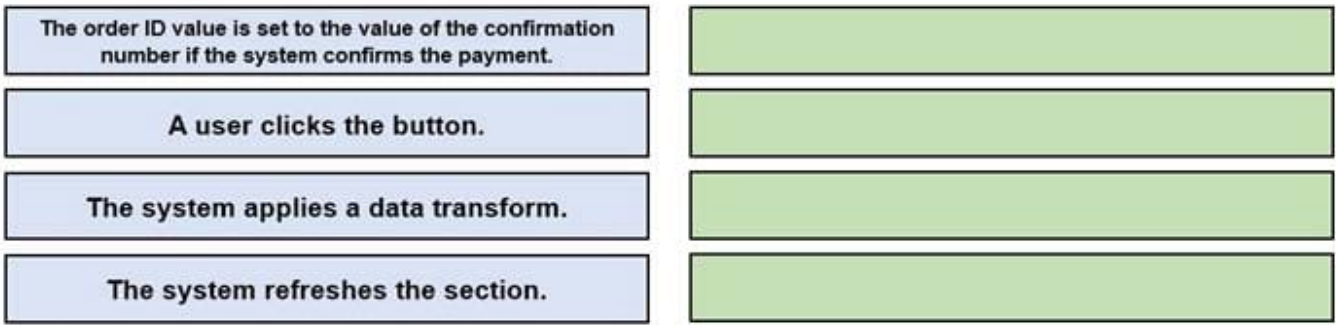 The order ID value is set to the value of the confirmation
number if the system confirms the payment.
A user clicks the button.
The system applies a data transform.
The system refreshes the section.